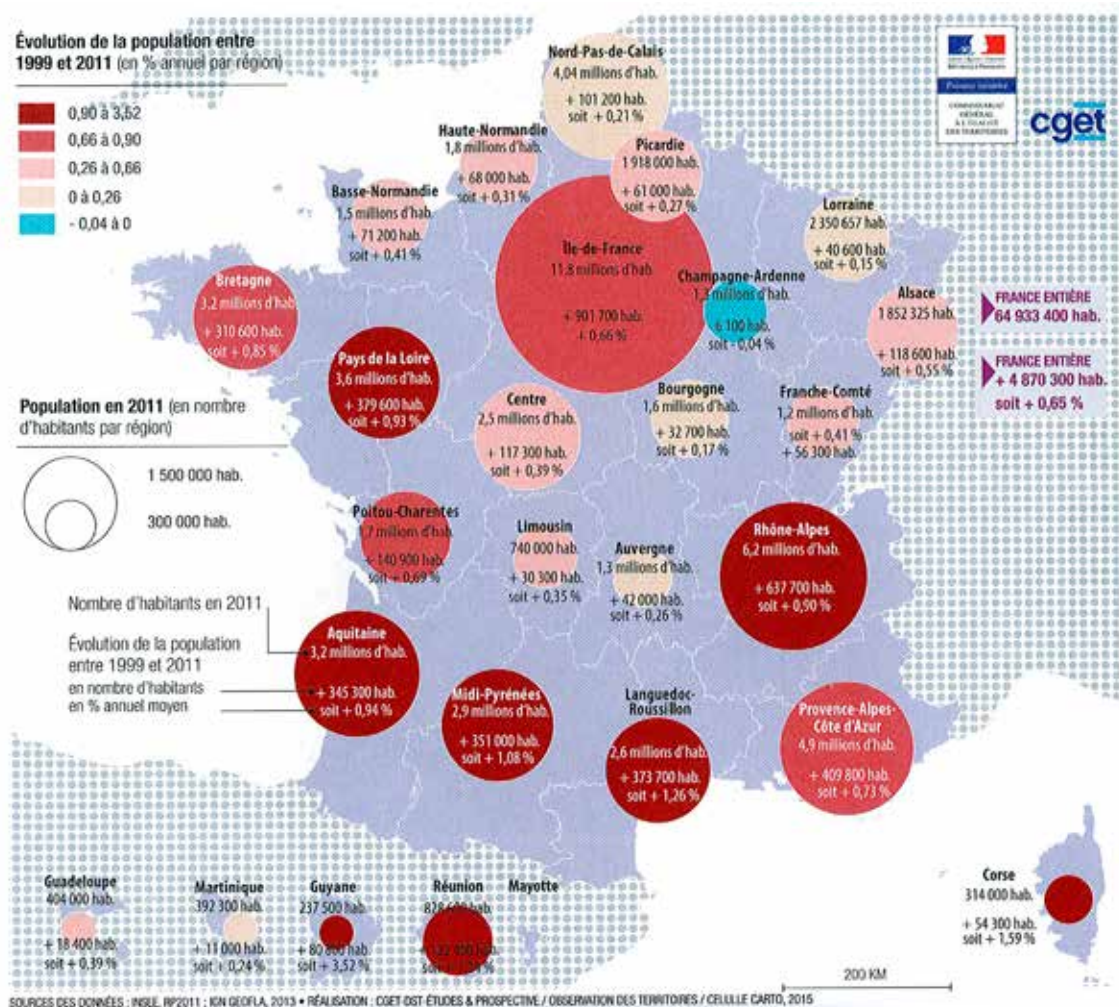 Évolution de la population entre
1999 et 2011 (en % annuel par région)
0,90 à 3,52
0,66 à 0,90
0,26 à 0,66
0 à 0,26
- 0,04 à 0
Nord-Pas-de-Calais
4,04 millions d'hab.
+ 101 200 hab.
soit + 0,21 %
Haute-Normandie
1,8 millions d'hab.
+ 68 000 hab.
soit + 0,31 %
Picardie
1 918 000 hab.
+ 61 000 hab.
soit + 0,27 %
COMMISSARIAT
GÉNÉRAL
À L'ÉGALITÉ
DES TERRITOIRES
cget
Basse-Normandie
1,5 millions d'hab.
+ 71 200 hab.
soit + 0,41 %
Lorraine
2 350 657 hab.
+ 40 600 hab.
soit + 0,15 %
Île-de-France
11,8 millions d'hab.
+ 901 700 hab.
+ 0,66 %
Champagne-Ardenne
1,3 millions d'hab.
6 100 hab.
soit - 0,04 %
Bretagne
3,2 millions d'hab.
+ 310 600 hab.
soit + 0,85 %
Alsace
1 852 325 hab.
+ 118 600 hab.
soit + 0,55 %
FRANCE ENTIÈRE
64 933 400 hab.
FRANCE ENTIÈRE
+ 4 870 300 hab.
soit + 0,65 %
Pays de la Loire
3,6 millions d'hab.
+ 379 600 hab.
soit + 0,93 %
Centre
2,5 millions d'hab.
+ 117 300 hab.
soit + 0,39 %
Bourgogne
1,6 millions d'hab.
+ 32 700 hab.
soit + 0,17 %
Franche-Comté
1,2 millions d'hab.
soit + 0,41 %
+ 56 300 hab.
Population en 2011 (en nombre
d'habitants par région)
1 500 000 hab.
300 000 hab.
Poitou-Charentes
1,7 millions d'hab.
+ 140 900 hab.
soit + 0,69 %
Limousin
740 000 hab.
+ 30 300 hab.
soit + 0,35 %
Auvergne
1,3 millions d'hab.
+ 42 000 hab.
soit + 0,26 %
Rhône-Alpes
6,2 millions d'hab.
+ 637 700 hab.
soit + 0,90 %
Nombre d'habitants en 2011
Évolution de la population
entre 1999 et 2011
en nombre d'habitants
en % annuel moyen
Aquitaine
3,2 millions d'hab.
+ 345 300 hab.
soit + 0,94 %
Midi-Pyrénées
2,9 millions d'hab.
+ 351 000 hab.
soit + 1,08 %
Languedoc-
Roussillon
2,6 millions d'hab.
+ 373 700 hab.
soit + 1,26 %
Provence-Alpes-
Côte d'Azur
4,9 millions d'hab.
+ 409 800 hab.
soit + 0,73 %
Guadeloupe
404 000 hab.
+ 18 400 hab.
soit + 0,39 %
Martinique
392 300 hab.
+ 11 000 hab.
soit + 0,24 %
Guyane
237 500 hab.
+ 80 800 hab.
soit + 3,52 %
Réunion
hab.
Mayotte
Corse
314 000 hab.
+ 54 300 hab.
soit + 1,59 %
200 KM
SOURCES DES DONNÉES : INSEE, RP2011 ; IGN GEOFLA, 2013 • RÉALISATION : CGET-DST-ÉTUDES & PROSPECTIVE / OBSERVATION DES TERRITOIRES / CELULLE CARTO, 2015